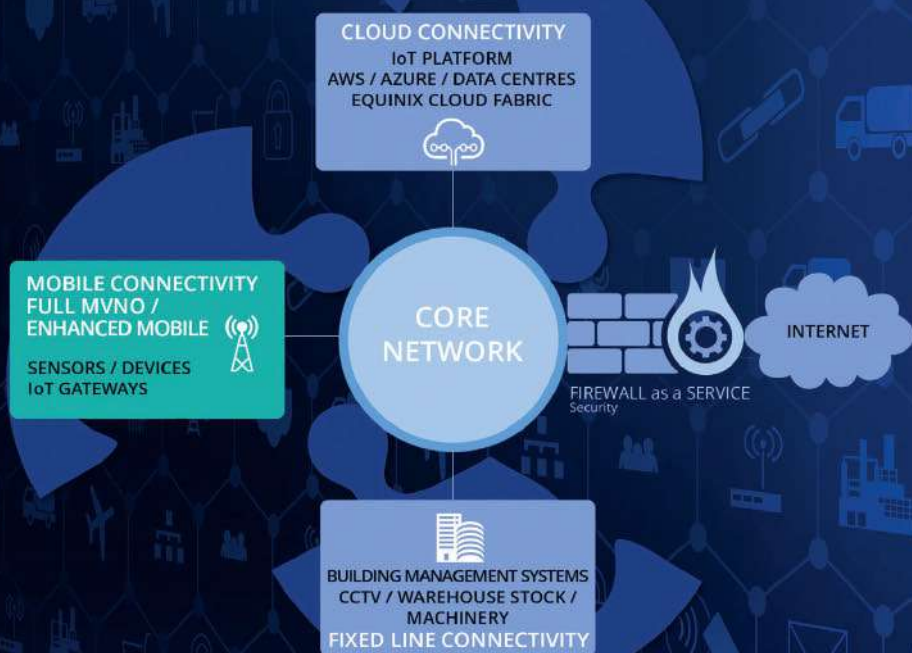 CLOUD CONNECTIVITY
IoT PLATFORM
AWS / AZURE / DATA CENTRES
EQUINIX CLOUD FABRIC
MOBILE CONNECTIVITY
FULL MVNO /
ENHANCED MOBILE
SENSORS / DEVICES
IoT GATEWAYS
CORE
NETWORK
FIREWALL as a SERVICE
Security
INTERNET
BUILDING MANAGEMENT SYSTEMS
CCTV / WAREHOUSE STOCK /
MACHINERY
FIXED LINE CONNECTIVITY